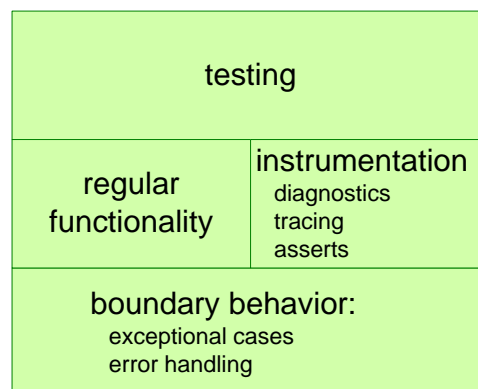 testing
regular
functionality
instrumentation
diagnostics
tracing
asserts
boundary behavior:
exceptional cases
error handling